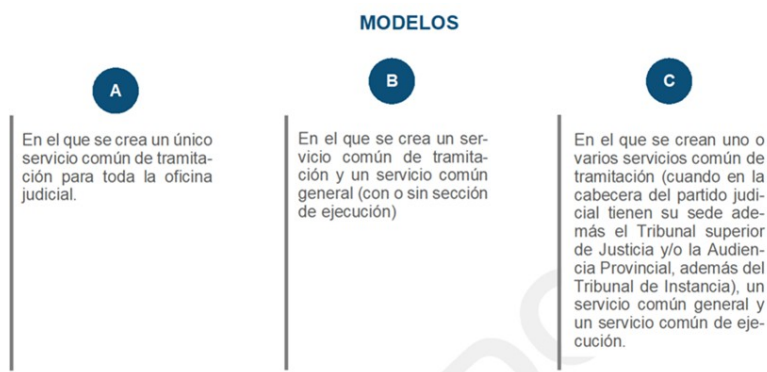 MODELOS
A
En el que se crea un único
servicio común de tramita-
ción para toda la oficina
judicial.
B
En el que se crea un ser-
vicio común de tramita-
ción y un servicio común
general (con o sin sección
de ejecución)
C
En el que se crean uno o
varios servicios común de
tramitación (cuando en la
cabecera del partido judi-
cial tienen su sede ade-
más el Tribunal superior
de Justicia y/o la Audien-
cia Provincial, además del
Tribunal de Instancia), un
servicio común general y
un servicio común de eje-
cución.